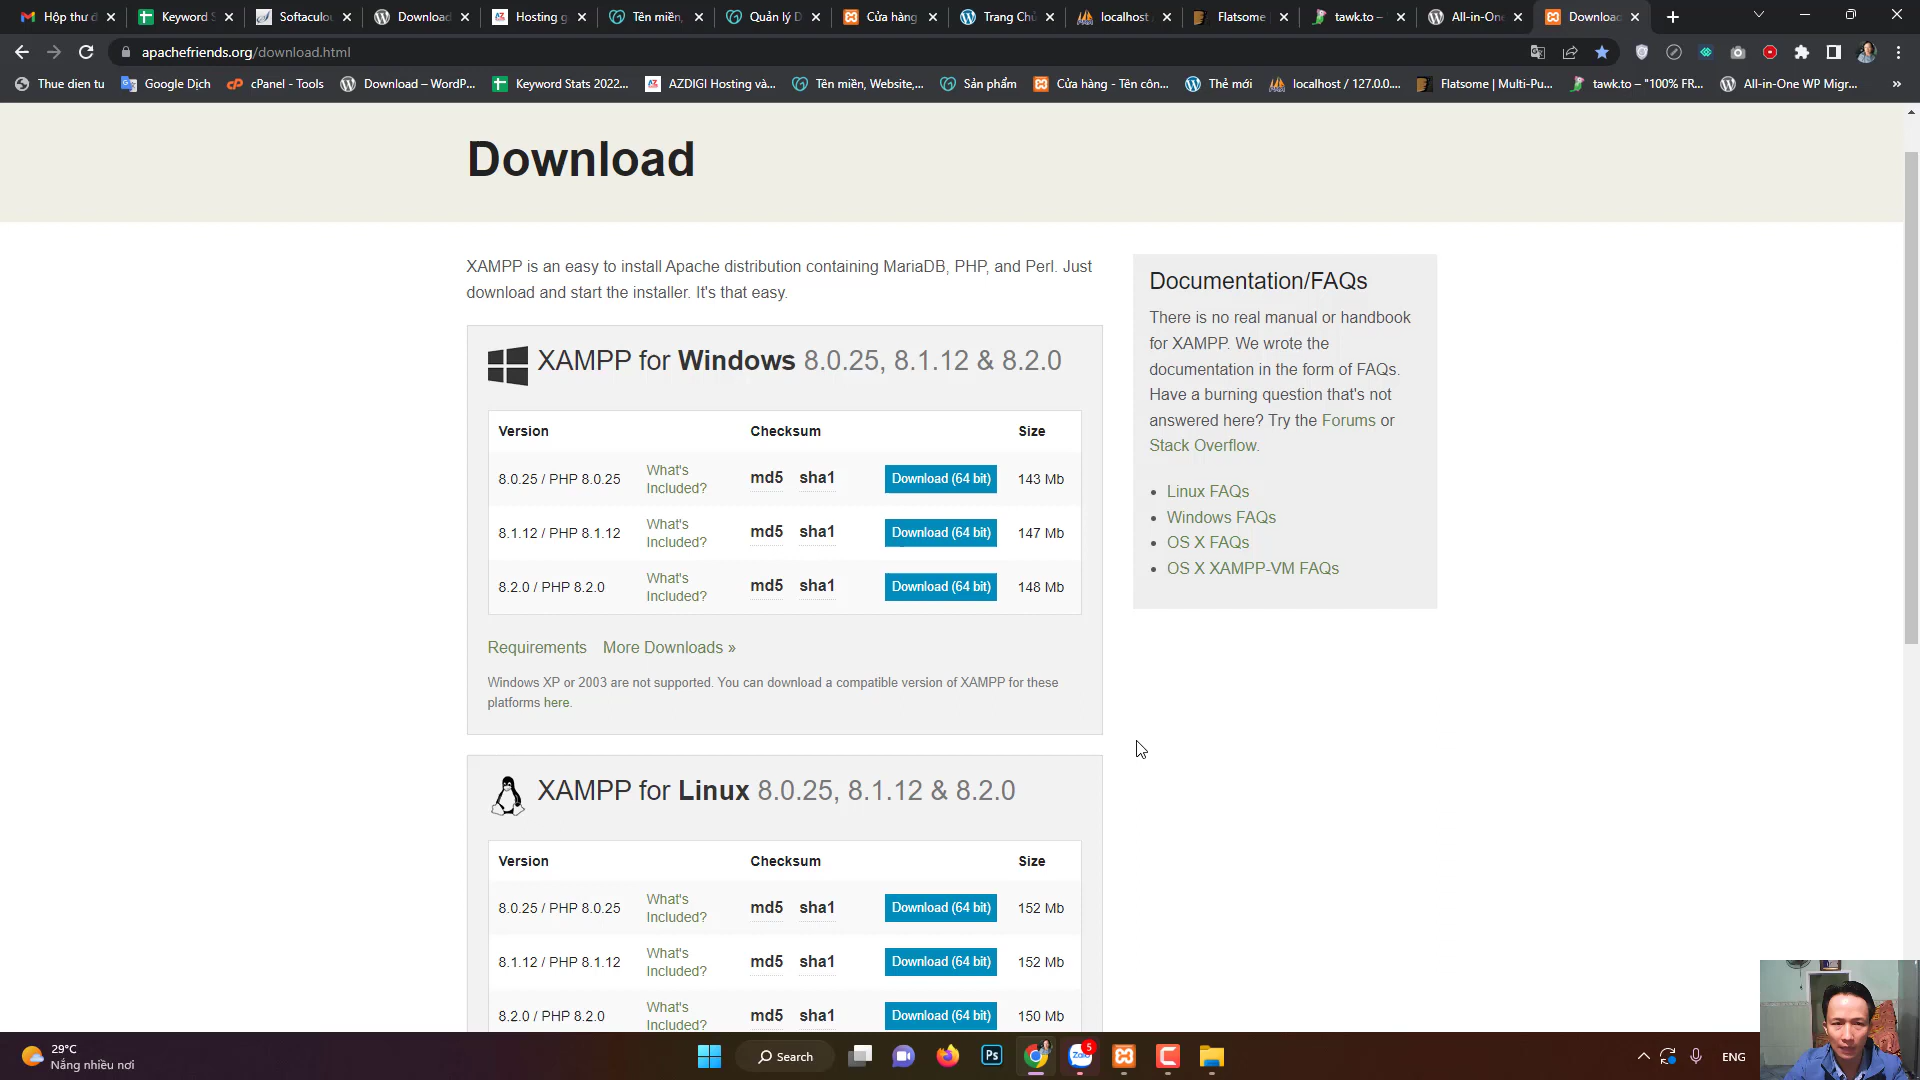 Hộp thư đ
Keyword S
Softaculou
Download
Hosting g
Tên miền,
Quản lý D
Cửa hàng
Trang Chủ
localhost
Flatsome
tawk.to –
All-in-One
Download
apachefriends.org/download.html
Thue dien tu
Google Dịch
cPanel - Tools
Download – WordP...
Keyword Stats 2022...
AZDIGI Hosting và...
Tên miền, Website,...
Sản phẩm
Cửa hàng - Tên côn...
Thẻ mới
localhost / 127.0.0....
Flatsome | Multi-Pu...
tawk.to – "100% FR...
All-in-One WP Migr...
»
Download
XAMPP is an easy to install Apache distribution containing MariaDB, PHP, and Perl. Just
download and start the installer. It's that easy.
XAMPP for Windows 8.0.25, 8.1.12 & 8.2.0
Version Checksum Size
8.0.25 / PHP 8.0.25 What's Included? md5 sha1 Download (64 bit) 143 Mb
8.1.12 / PHP 8.1.12 What's Included? md5 sha1 Download (64 bit) 147 Mb
8.2.0 / PHP 8.2.0 What's Included? md5 sha1 Download (64 bit) 148 Mb
Requirements More Downloads »
Windows XP or 2003 are not supported. You can download a compatible version of XAMPP for these
platforms here.
XAMPP for Linux 8.0.25, 8.1.12 & 8.2.0
Version Checksum Size
8.0.25 / PHP 8.0.25 What's Included? md5 sha1 Download (64 bit) 152 Mb
8.1.12 / PHP 8.1.12 What's Included? md5 sha1 Download (64 bit) 152 Mb
8.2.0 / PHP 8.2.0 What's Included? md5 sha1 Download (64 bit) 150 Mb
Documentation/FAQs
There is no real manual or handbook
for XAMPP. We wrote the
documentation in the form of FAQs.
Have a burning question that's not
answered here? Try the Forums or
Stack Overflow.
Linux FAQs
Windows FAQs
OS X FAQs
OS X XAMPP-VM FAQs
29°C
Nắng nhiều nơi
Search
Ps
Zalo
5
ENG